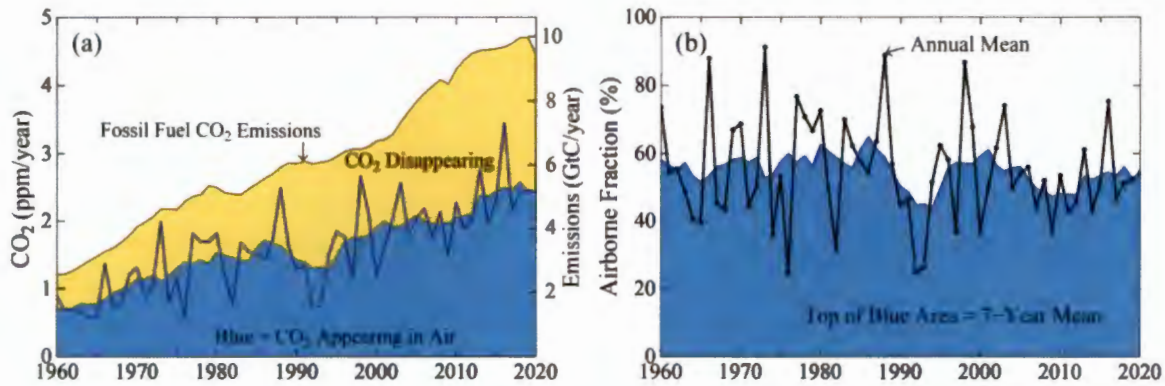 (a)
CO2 (ppm/year)
5
4
3
2
1
0
Fossil Fuel CO2 Emissions
CO2 Disappearing
Blue = CO2 Appearing in Air
10
8
6
4
2
Emissions (GtC/year)
1960 1970 1980 1990 2000 2010 2020
(b)
Airborne Fraction (%)
100
80
60
40
20
0
Annual Mean
Top of Blue Area = 7-Year Mean
1960 1970 1980 1990 2000 2010 2020